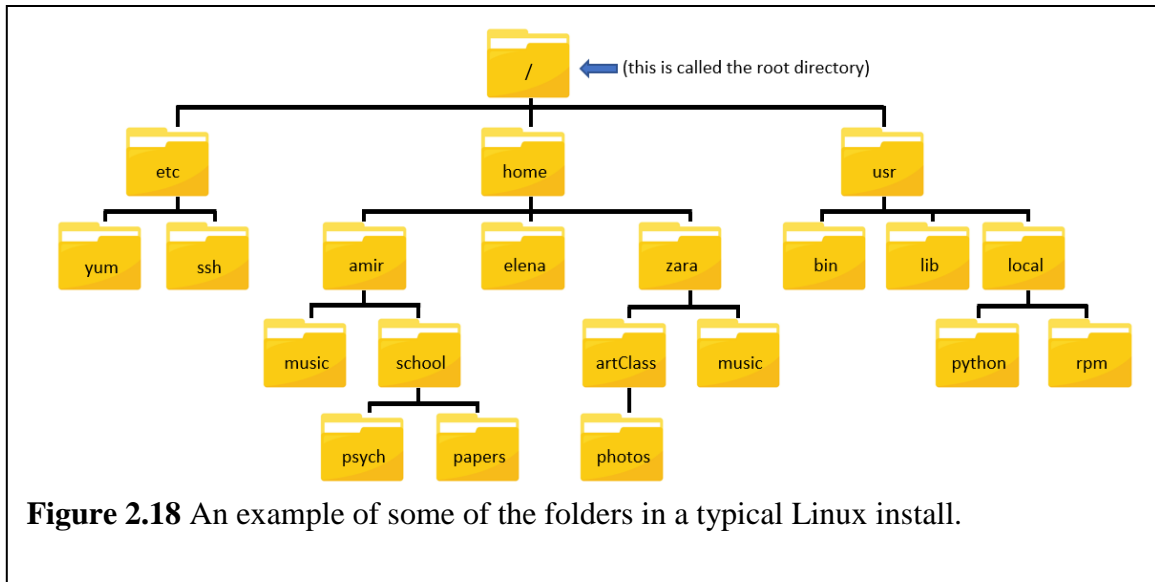 /
(this is called the root directory)
etc home usr
yum ssh amir elena zara bin lib local
music school artClass music python rpm
psych papers photos
Figure 2.18 An example of some of the folders in a typical Linux install.